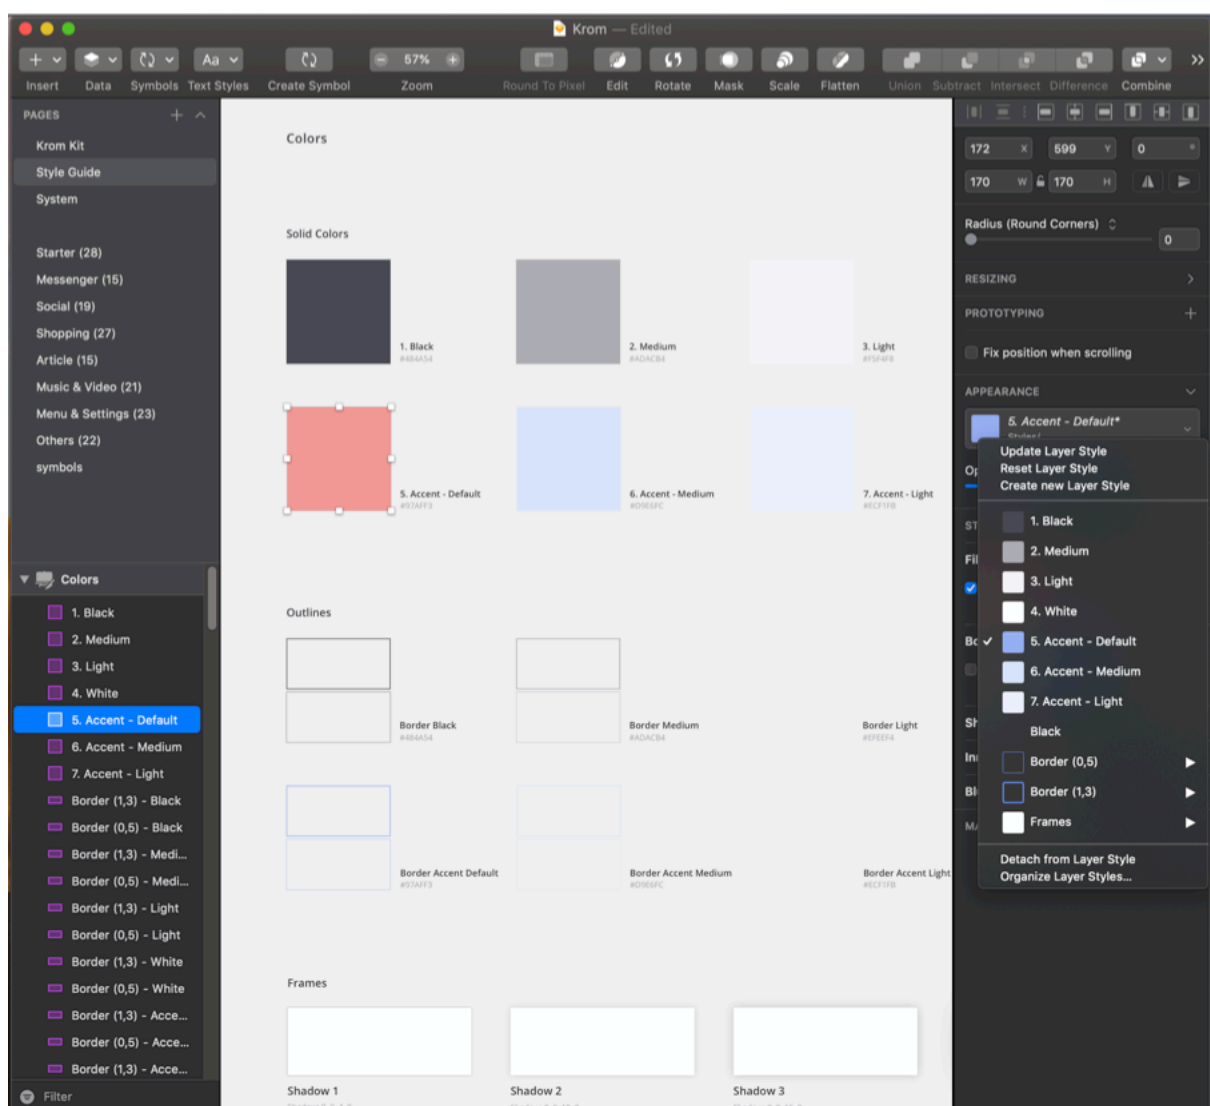 Krom — Edited
57%
Aa
Insert Data Symbols Text Styles Create Symbol Zoom Round To Pixel Edit Rotate Mask Scale Flatten Union Subtract Intersect Difference Combine
PAGES
Krom Kit
Style Guide
System
Starter (28)
Messenger (15)
Social (19)
Shopping (27)
Article (15)
Music & Video (21)
Menu & Settings (23)
Others (22)
symbols
Colors
1. Black
2. Medium
3. Light
4. White
5. Accent - Default
6. Accent - Medium
7. Accent - Light
Border (1,3) - Black
Border (0,5) - Black
Border (1,3) - Medi...
Border (0,5) - Medi...
Border (1,3) - Light
Border (0,5) - Light
Border (1,3) - White
Border (0,5) - White
Border (1,3) - Acce...
Border (0,5) - Acce...
Border (1,3) - Acce...
Filter
Colors
Solid Colors
1. Black
#484A54
2. Medium
#ADACB4
3. Light
#F5F4F8
5. Accent - Default
#97AFF3
6. Accent - Medium
#D9E6FC
7. Accent - Light
#ECF1FB
Outlines
Border Black
#484A54
Border Medium
#ADACB4
Border Light
#EFEEF4
Border Accent Default
#97AFF3
Border Accent Medium
#D9E6FC
Border Accent Light
#ECF1FB
Frames
Shadow 1
Shadow 2
Shadow 3
172 X 599 Y 0 °
170 W 170 H
Radius (Round Corners)
0
RESIZING
PROTOTYPING
Fix position when scrolling
APPEARANCE
5. Accent - Default*
Styles/
Update Layer Style
Reset Layer Style
Create new Layer Style
1. Black
2. Medium
3. Light
4. White
5. Accent - Default
6. Accent - Medium
7. Accent - Light
Black
Border (0,5)
Border (1,3)
Frames
Detach from Layer Style
Organize Layer Styles...